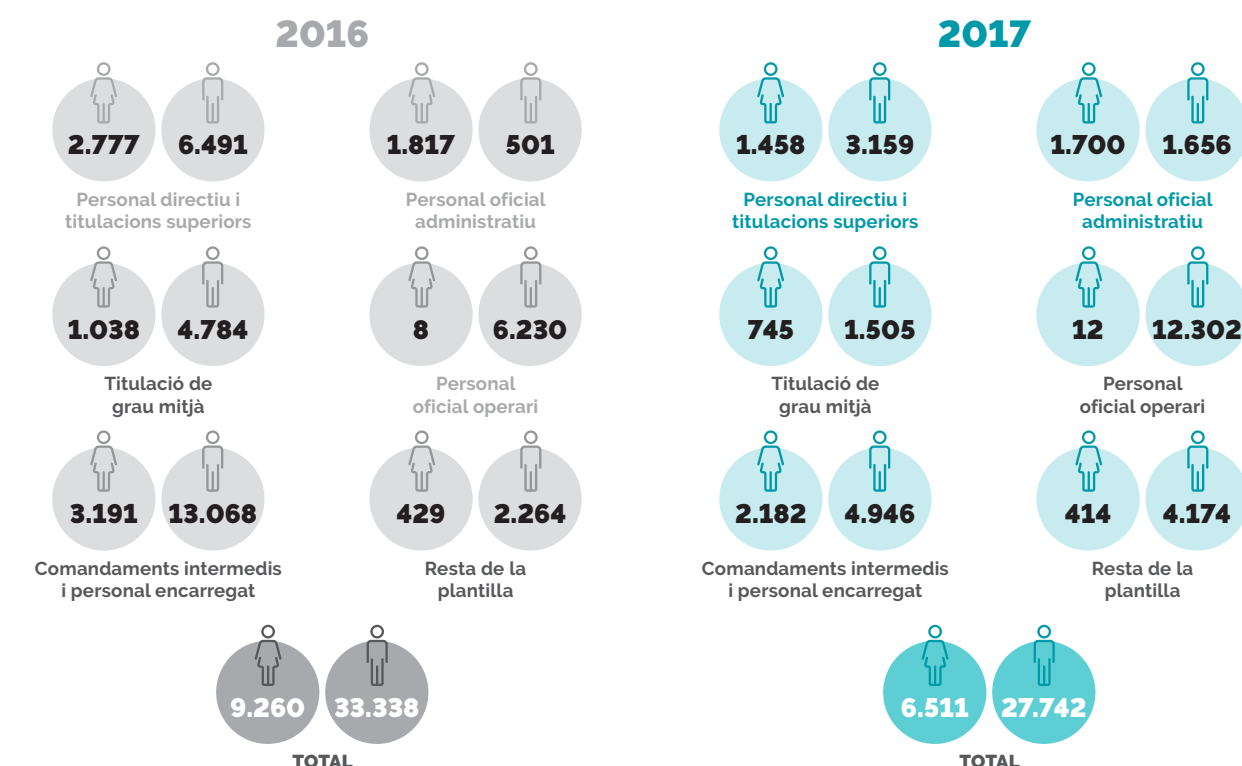 2016
2.777 6.491
Personal directiu i
titulacions superiors
1.817 501
Personal oficial
administratiu
1.038 4.784
Titulació de
grau mitjà
8 6.230
Personal
oficial operari
3.191 13.068
Comandaments intermedis
i personal encarregat
429 2.264
Resta de la
plantilla
9.260 33.338
TOTAL
2017
1.458 3.159
Personal directiu i
titulacions superiors
1.700 1.656
Personal oficial
administratiu
745 1.505
Titulació de
grau mitjà
12 12.302
Personal
oficial operari
2.182 4.946
Comandaments intermedis
i personal encarregat
414 4.174
Resta de la
plantilla
6.511 27.742
TOTAL